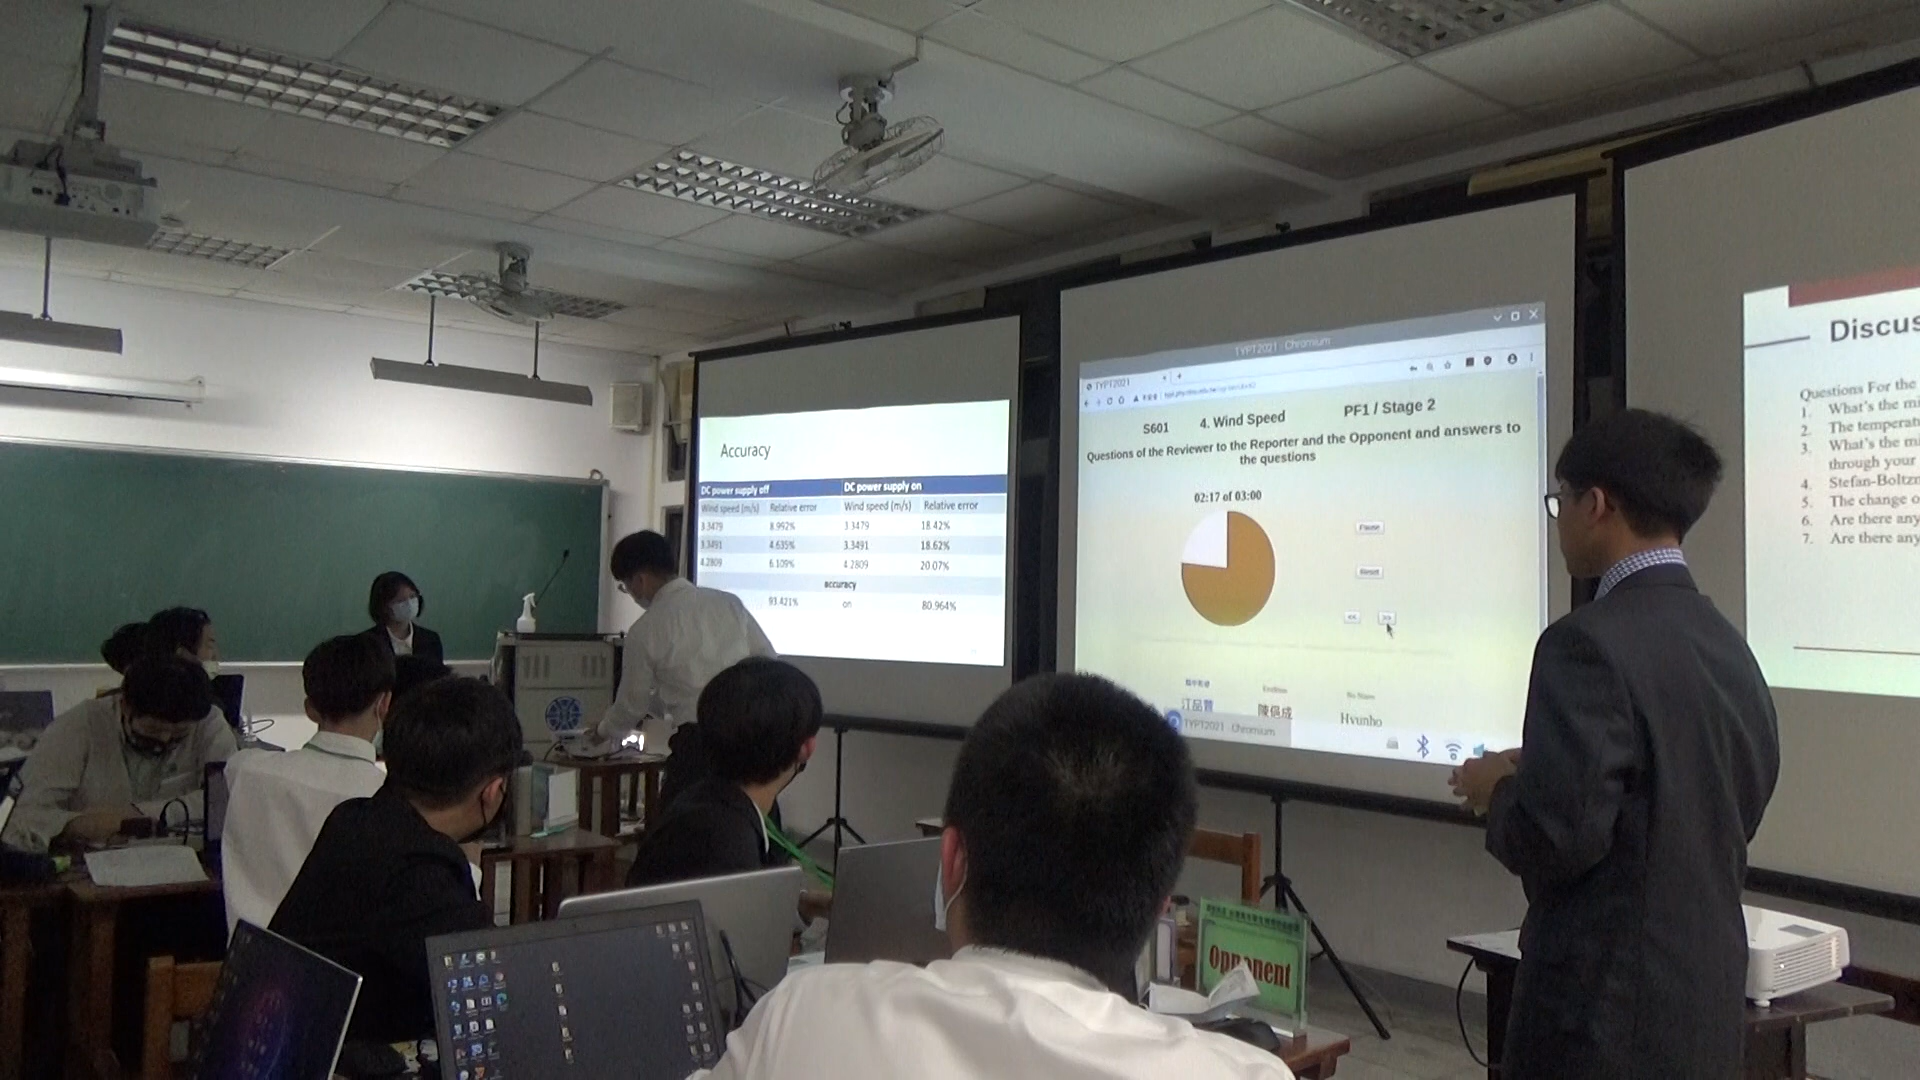 Accuracy
DC power supply off DC power supply on
Wind speed (m/s) Relative error Wind speed (m/s) Relative error
3.3479 8.992% 3.3479 18.42%
3.3491 4.635% 3.3491 18.62%
4.2809 6.109% 4.2809 20.07%
accuracy
93.421% on 80.964%
TYPT2021 - Chromium
TYPT2021
S601 4. Wind Speed PF1 / Stage 2
Questions of the Reviewer to the Reporter and the Opponent and answers to
the questions
02:17 of 03:00
Pause
Reset
<< >>
江品萱 陳俋成 Hyunho
TYPT2021 - Chromium
Discus
Questions For the
1. What's the mi
2. The temperat
3. What's the mi
through your
4. Stefan-Boltzm
5. The change o
6. Are there any
7. Are there any
Opponent